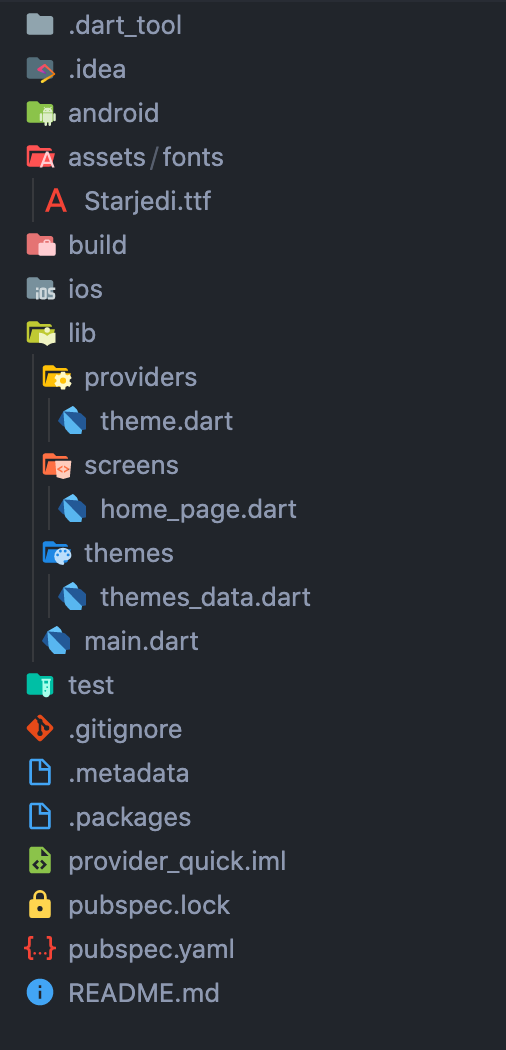 .dart_tool
.idea
android
assets/fonts
Starjedi.ttf
build
ios
lib
providers
theme.dart
screens
home_page.dart
themes
themes_data.dart
main.dart
test
.gitignore
.metadata
.packages
provider_quick.iml
pubspec.lock
pubspec.yaml
README.md